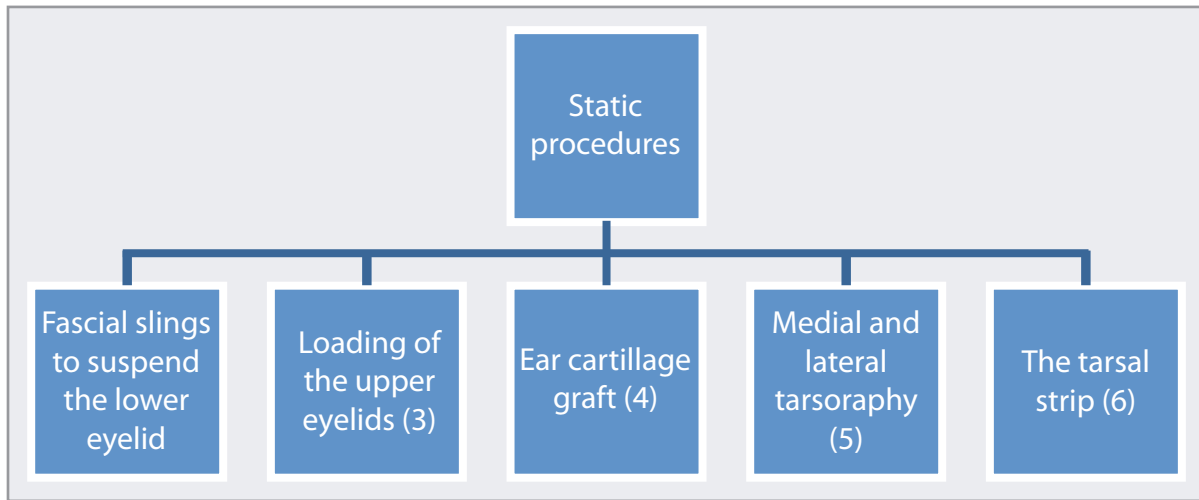 Static
procedures
Fascial slings
to suspend
the lower
eyelid
Loading of
the upper
eyelids (3)
Ear cartillage
graft (4)
Medial and
lateral
tarsoraphy
(5)
The tarsal
strip (6)